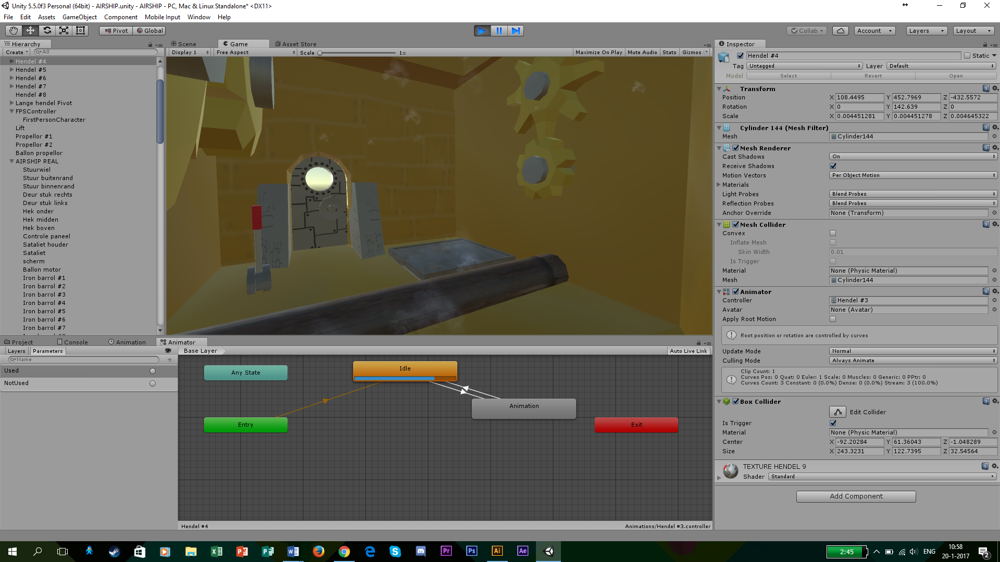 Unity 5.5.0f3 Personal (64bit) - AIRSHIP.unity - AIRSHIP - PC, Mac & Linux Standalone* <DX11>
File Edit Assets GameObject Component Mobile Input Window Help
Pivot Global Collab Account Layers Layout
Hierarchy
Create All
Hendel #4
Hendel #5
Hendel #6
Hendel #7
Hendel #8
Lange hendel Pivot
FPSController
FirstPersonCharacter
Lift
Propellor #1
Propellor #2
Ballon propellor
AIRSHIP REAL
Stuurwiel
Stuur buitenrand
Stuur binnenrand
Deur stuk rechts
Deur stuk links
Hek onder
Hek midden
Hek boven
Controle paneel
Sataliet houder
Sataliet
scherm
Ballon motor
Iron barrol #1
Iron barrol #2
Iron barrol #3
Iron barrol #4
Iron barrol #5
Iron barrol #6
Iron barrol #7
Scene Game Asset Store
Display 1 Free Aspect Scale 1x Maximize On Play Mute Audio Stats Gizmos
Inspector
Hendel #4 Static
Tag Untagged Layer Default
Model Select Revert Open
Transform
Position X 108.4495 Y 452.7969 Z -432.5572
Rotation X 0 Y 142.639 Z 0
Scale X 0.004451281 Y 0.004451278 Z 0.004645322
Cylinder 144 (Mesh Filter)
Mesh Cylinder144
Mesh Renderer
Cast Shadows On
Receive Shadows
Motion Vectors Per Object Motion
Materials
Light Probes Blend Probes
Reflection Probes Blend Probes
Anchor Override None (Transform)
Mesh Collider
Convex
Inflate Mesh
Skin Width 0.01
Is Trigger
Material None (Physic Material)
Mesh Cylinder144
Animator
Controller Hendel #3
Avatar None (Avatar)
Apply Root Motion
Root position or rotation are controlled by curves
Update Mode Normal
Culling Mode Always Animate
Clip Count: 1
Curves Pos: 0 Quat: 0 Euler: 1 Scale: 0 Muscles: 0 Generic: 0 PPtr: 0
Curves Count: 3 Constant: 0 (0.0%) Dense: 0 (0.0%) Stream: 3 (100.0%)
Box Collider
Edit Collider
Is Trigger
Material None (Physic Material)
Center X -92.20284 Y 61.36043 Z -1.048289
Size X 243.3231 Y 122.7395 Z 32.54564
TEXTURE HENDEL 9
Shader Standard
Add Component
Project Console Animation Animator
Layers Parameters Base Layer Auto Live Link
Name
Used
NotUsed
Any State
Idle
Animation
Entry
Exit
Hendel #4 Animations/Hendel #3.controller
Pr Ps Ai Ae
2:45 ENG 10:58
20-1-2017 2